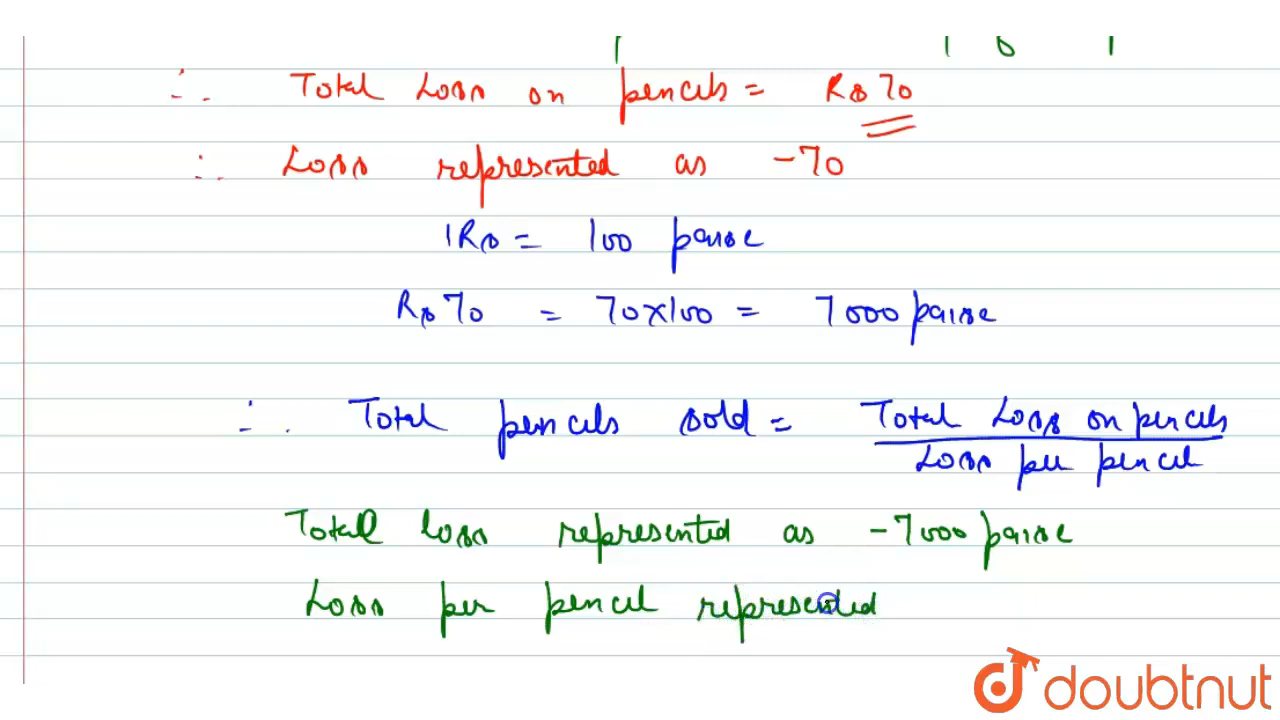 ∴ Total Loss on pencils = Rs 70
∴ Loss represented as -70
1Rs = 100 paise
Rs 70 = 70x100 = 7000 paise
∴ Total pencils sold = Total Loss on pencils
Loss per pencil
Total loss represented as -7000 paise
Loss per pencil represented
doubtnut